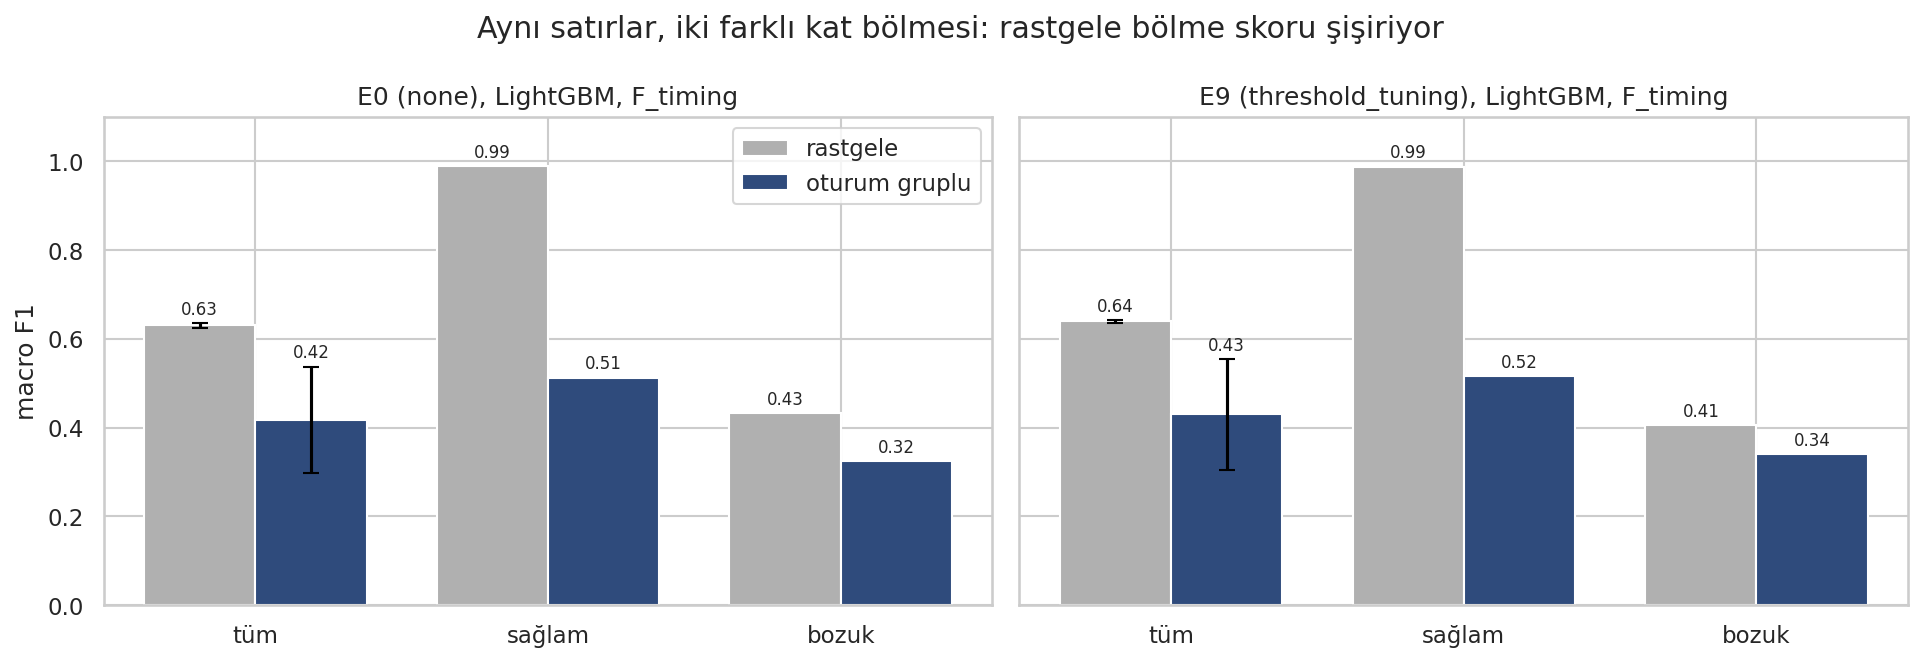 Aynı satırlar, iki farklı kat bölmesi: rastgele bölme skoru şişiriyor
E0 (none), LightGBM, F_timing
E9 (threshold_tuning), LightGBM, F_timing
rastgele
oturum gruplu
macro F1
1.0
0.8
0.6
0.4
0.2
0.0
0.63
0.42
0.99
0.51
0.43
0.32
0.64
0.43
0.99
0.52
0.41
0.34
tüm
sağlam
bozuk
tüm
sağlam
bozuk